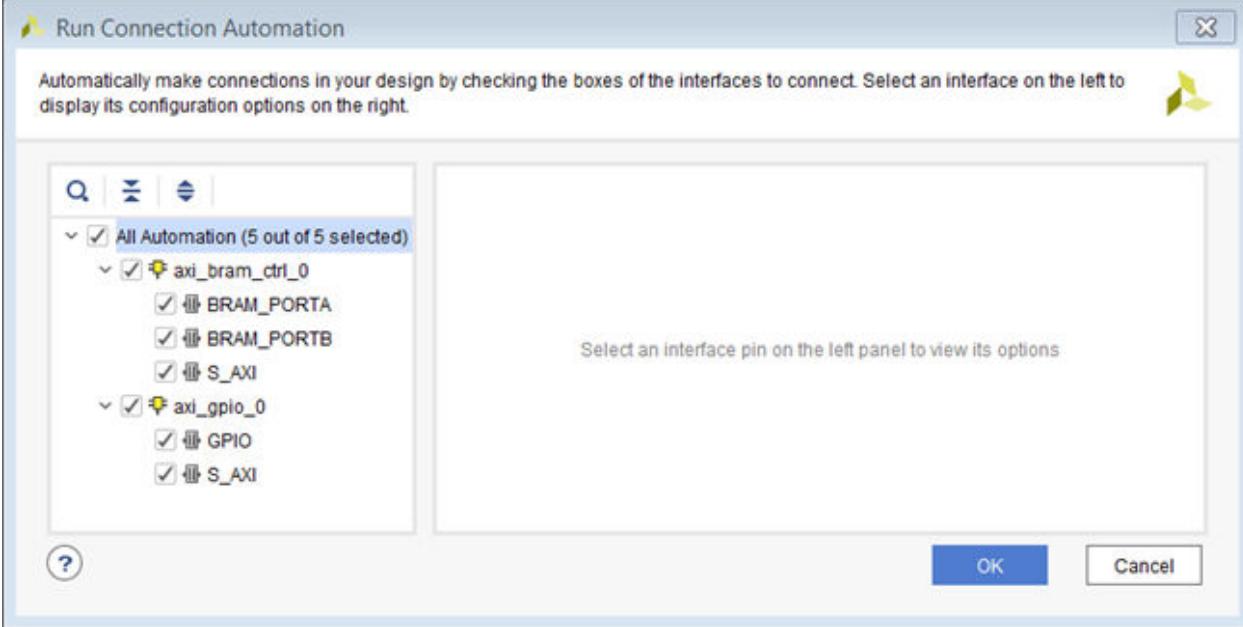 Run Connection Automation
Automatically make connections in your design by checking the boxes of the interfaces to connect. Select an interface on the left to
display its configuration options on the right.
All Automation (5 out of 5 selected)
axi_bram_ctrl_0
BRAM_PORTA
BRAM_PORTB
S_AXI
axi_gpio_0
GPIO
S_AXI
Select an interface pin on the left panel to view its options
?
OK
Cancel